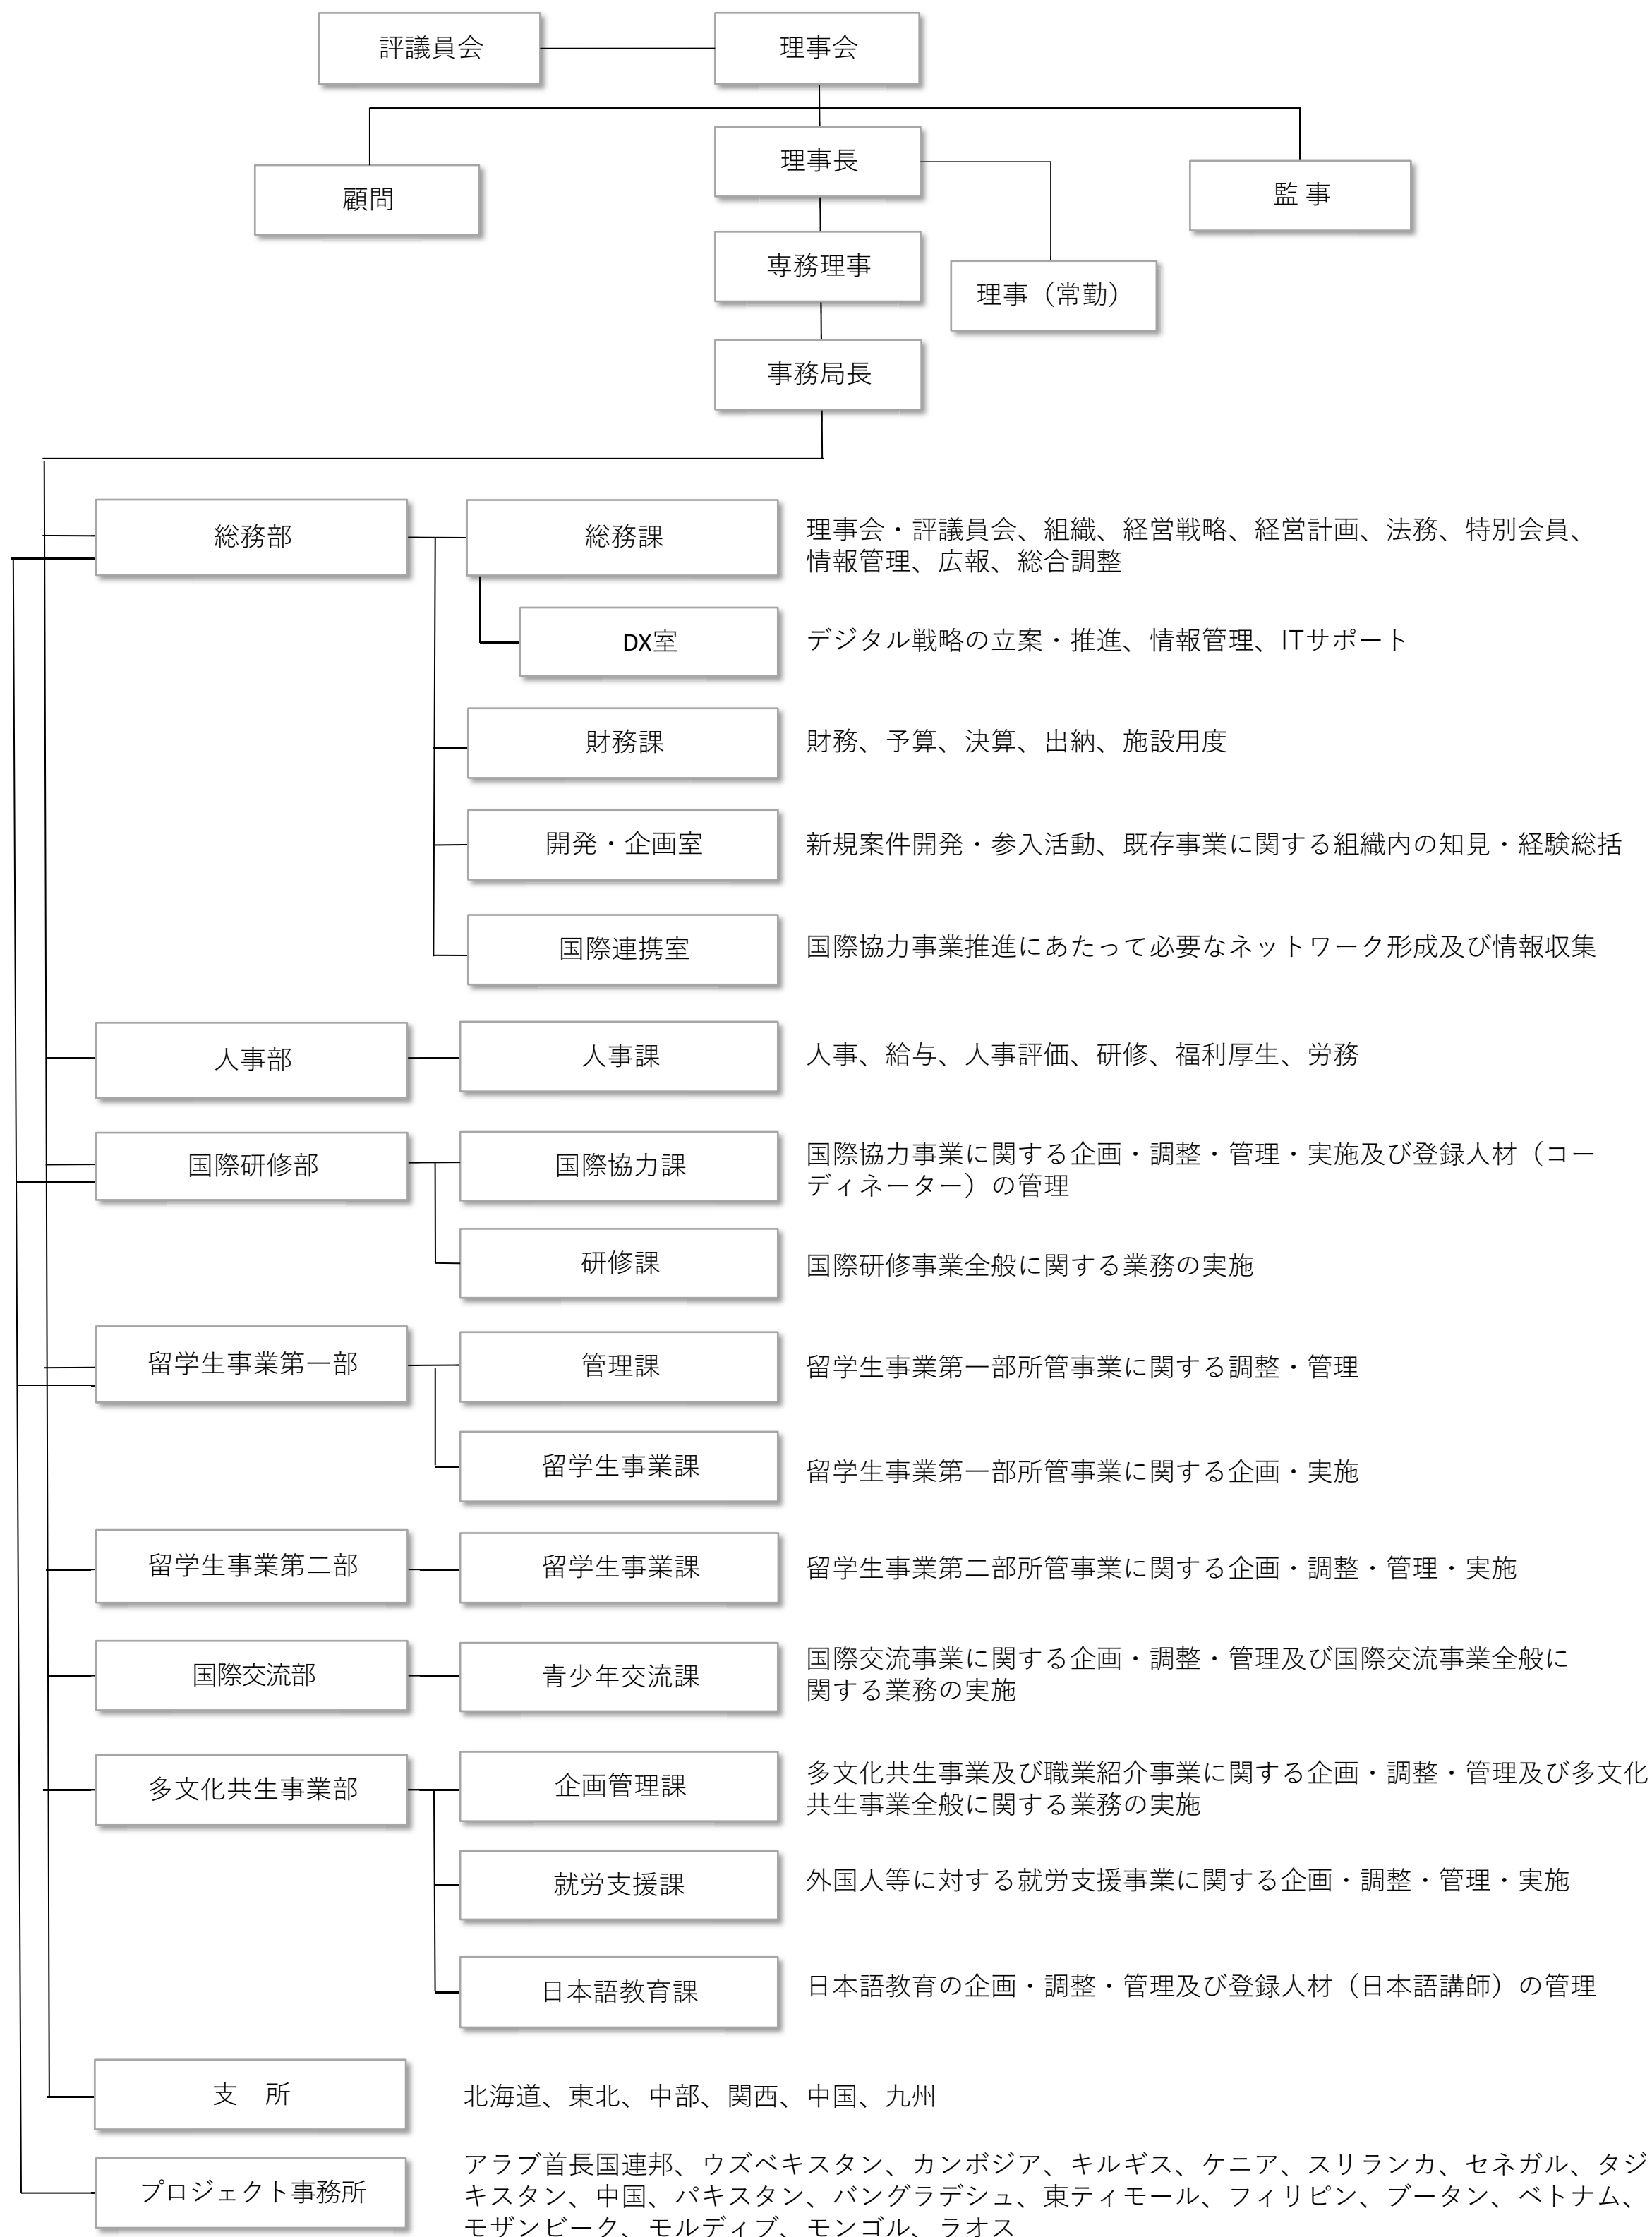 評議員会
理事会
理事長
顧問
監 事
専務理事
理事（常勤）
事務局長
総務部
総務課
理事会・評議員会、組織、経営戦略、経営計画、法務、特別会員、
情報管理、広報、総合調整
DX室
デジタル戦略の立案・推進、情報管理、ITサポート
財務課
財務、予算、決算、出納、施設用度
開発・企画室
新規案件開発・参入活動、既存事業に関する組織内の知見・経験総括
国際連携室
国際協力事業推進にあたって必要なネットワーク形成及び情報収集
人事部
人事課
人事、給与、人事評価、研修、福利厚生、労務
国際研修部
国際協力課
国際協力事業に関する企画・調整・管理・実施及び登録人材（コー
ディネーター）の管理
研修課
国際研修事業全般に関する業務の実施
留学生事業第一部
管理課
留学生事業第一部所管事業に関する調整・管理
留学生事業課
留学生事業第一部所管事業に関する企画・実施
留学生事業第二部
留学生事業課
留学生事業第二部所管事業に関する企画・調整・管理・実施
国際交流部
青少年交流課
国際交流事業に関する企画・調整・管理及び国際交流事業全般に
関する業務の実施
多文化共生事業部
企画管理課
多文化共生事業及び職業紹介事業に関する企画・調整・管理及び多文化
共生事業全般に関する業務の実施
就労支援課
外国人等に対する就労支援事業に関する企画・調整・管理・実施
日本語教育課
日本語教育の企画・調整・管理及び登録人材（日本語講師）の管理
支　所
北海道、東北、中部、関西、中国、九州
プロジェクト事務所
アラブ首長国連邦、ウズベキスタン、カンボジア、キルギス、ケニア、スリランカ、セネガル、タジ
キスタン、中国、パキスタン、バングラデシュ、東ティモール、フィリピン、ブータン、ベトナム、
モザンビーク、モルディブ、モンゴル、ラオス